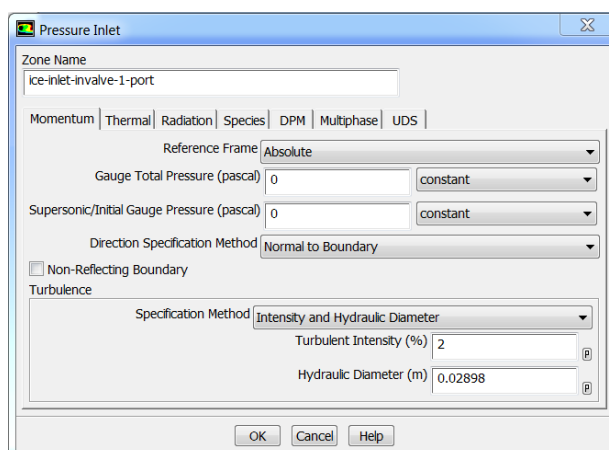 Pressure Inlet
Zone Name
ice-inlet-invalve-1-port
Momentum Thermal Radiation Species DPM Multiphase UDS
Reference Frame Absolute
Gauge Total Pressure (pascal) 0 constant
Supersonic/Initial Gauge Pressure (pascal) 0 constant
Direction Specification Method Normal to Boundary
Non-Reflecting Boundary
Turbulence
Specification Method Intensity and Hydraulic Diameter
Turbulent Intensity (%) 2 P
Hydraulic Diameter (m) 0.02898 P
OK Cancel Help